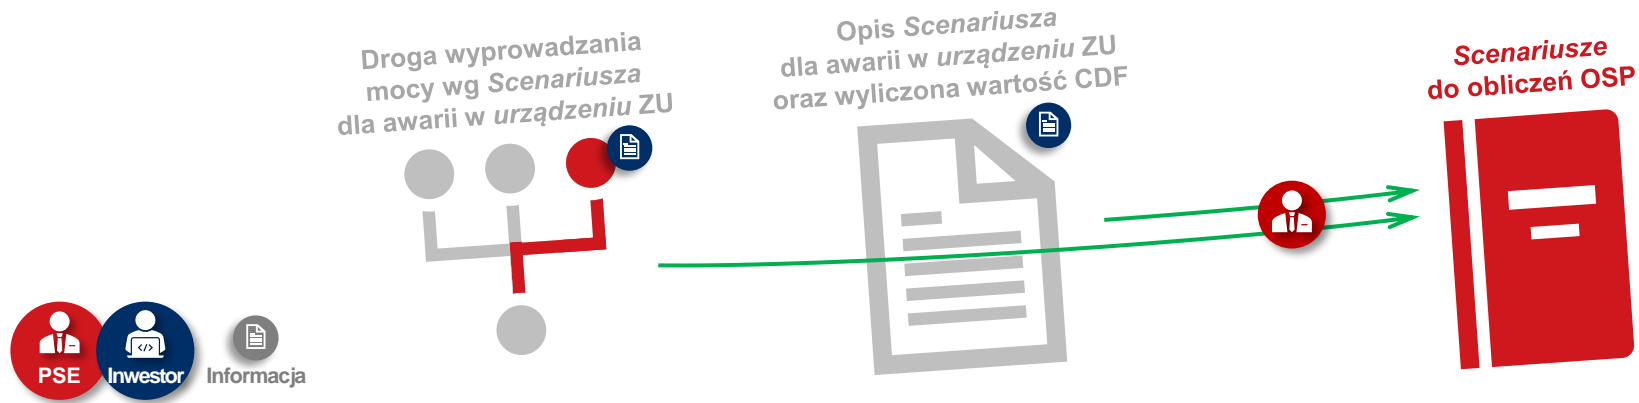 Droga wyprowadzania
mocy wg Scenariusza
dla awarii w urządzeniu ZU
Opis Scenariusza
dla awarii w urządzeniu ZU
oraz wyliczona wartość CDF
Scenariusze
do obliczeń OSP
PSE
Inwestor
Informacja